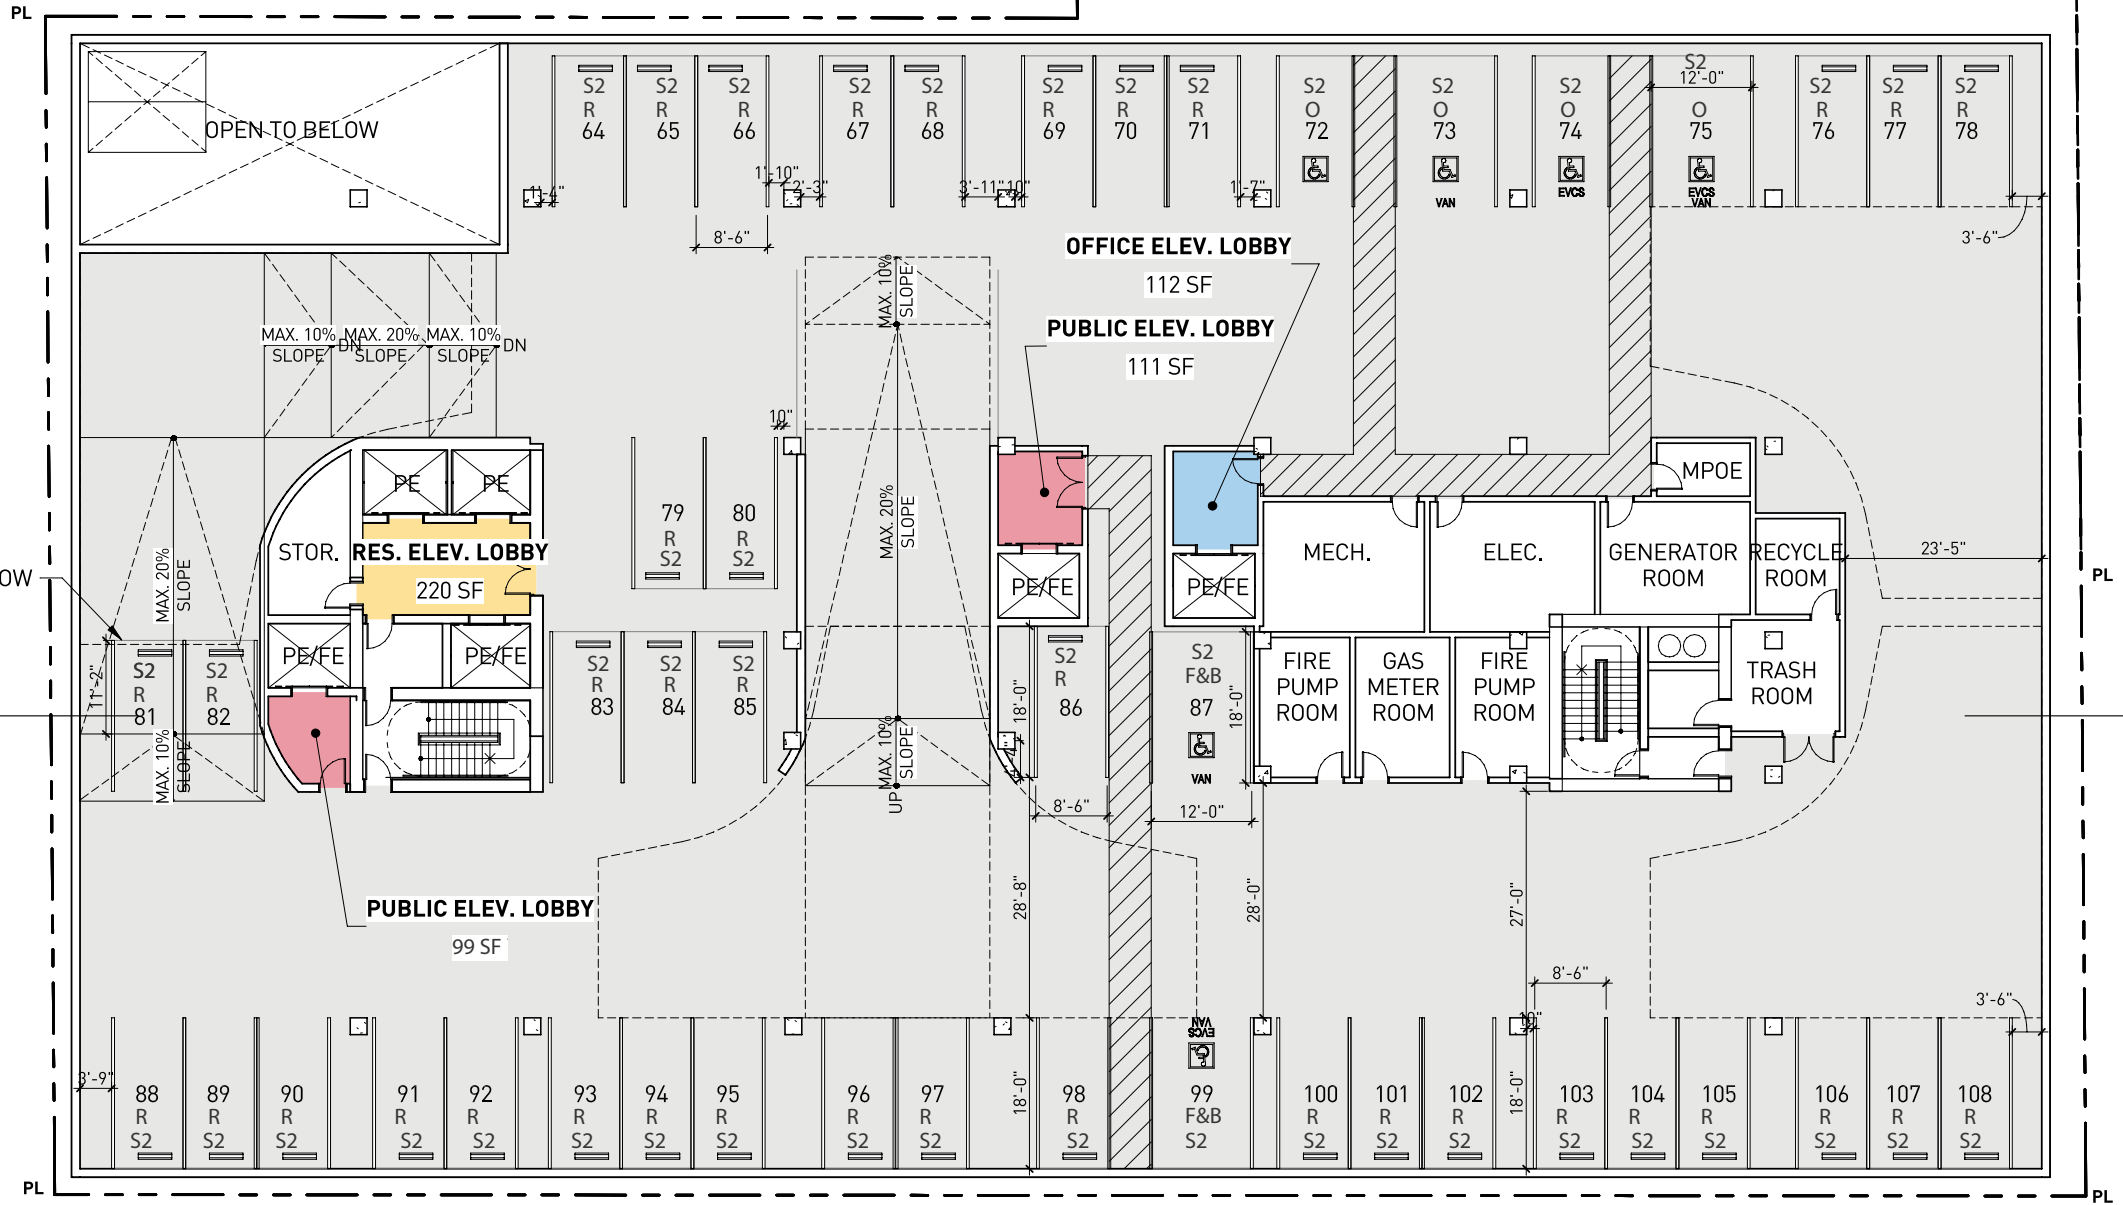 PL
S2 R 64
S2 R 65
S2 R 66
S2 R 67
S2 R 68
S2 R 69
S2 R 70
S2 R 71
S2 O 72
S2 O 73
VAN
S2 O 74
EVCS
S2
12'-0"
O 75
EVCS
VAN
S2 R 76
S2 R 77
S2 R 78
OPEN TO BELOW
1'-4"
1'-10"
2'-3"
3'-11"
10"
1'-7"
8'-6"
3'-6"
OFFICE ELEV. LOBBY
112 SF
PUBLIC ELEV. LOBBY
111 SF
MAX. 10%
SLOPE
DN
MAX. 20%
SLOPE
MAX. 10%
SLOPE
DN
MAX. 10%
SLOPE
10"
PE
PE
STOR.
RES. ELEV. LOBBY
220 SF
PE/FE
PE/FE
79
R
S2
80
R
S2
MAX. 20%
SLOPE
MAX. 20%
SLOPE
PE/FE
PE/FE
MPOE
MECH.
ELEC.
GENERATOR
ROOM
RECYCLE
ROOM
23'-5"
OW
PL
11'-2"
S2
R
81
S2
R
82
MAX. 10%
SLOPE
S2
R
83
S2
R
84
S2
R
85
MAX. 10%
SLOPE
UP
18'-0"
S2
R
86
8'-6"
S2
F&B
87
VAN
18'-0"
12'-0"
FIRE
PUMP
ROOM
GAS
METER
ROOM
FIRE
PUMP
ROOM
TRASH
ROOM
PUBLIC ELEV. LOBBY
99 SF
28'-8"
28'-0"
27'-0"
8'-6"
3'-6"
3'-9"
88
R
S2
89
R
S2
90
R
S2
91
R
S2
92
R
S2
93
R
S2
94
R
S2
95
R
S2
96
R
S2
97
R
S2
18'-0"
98
R
S2
EVCS
VAN
99
F&B
S2
100
R
S2
101
R
S2
102
R
S2
18'-0"
103
R
S2
104
R
S2
105
R
S2
106
R
S2
107
R
S2
108
R
S2
PL
PL